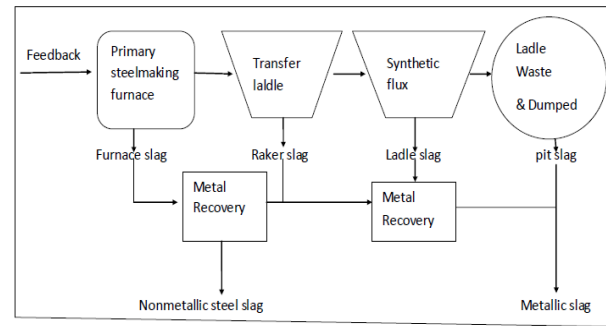 Feedback
Primary
steelmaking
furnace
Transfer
laldle
Synthetic
flux
Ladle
Waste
& Dumped
Furnace slag
Raker slag
Ladle slag
pit slag
Metal
Recovery
Metal
Recovery
Nonmetallic steel slag
Metallic slag